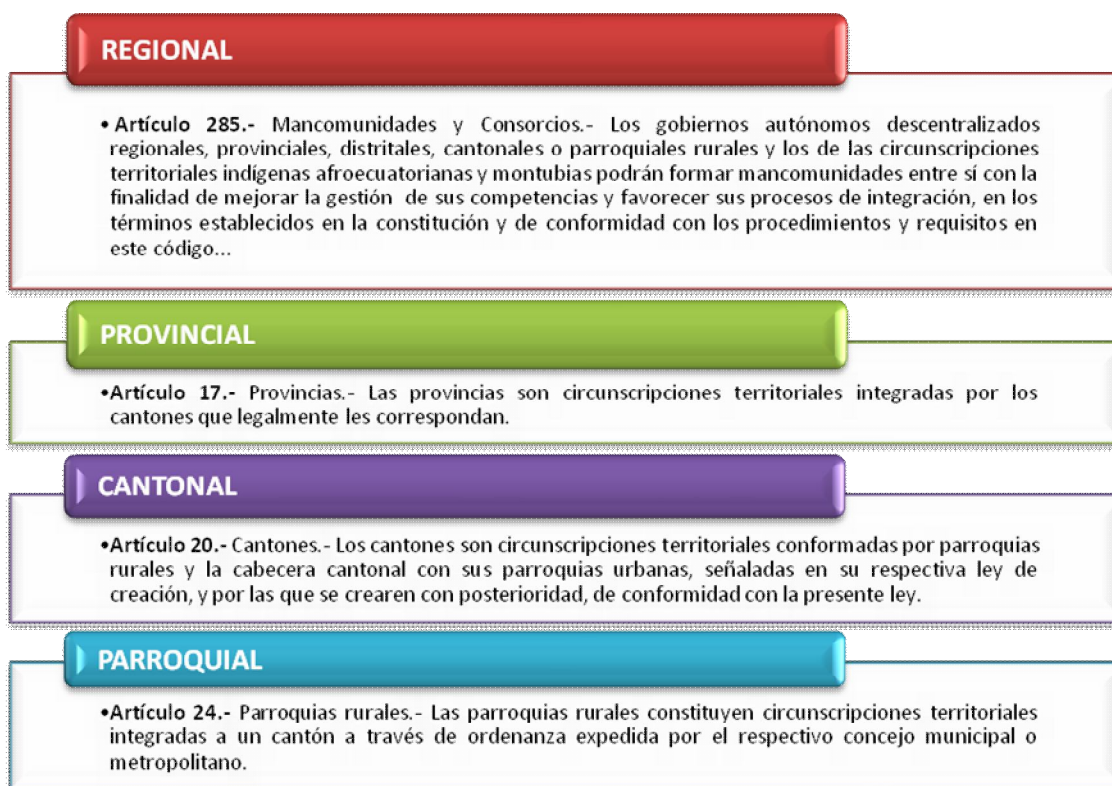 REGIONAL
• Artículo 285.- Mancomunidades y Consorcios.- Los gobiernos autónomos descentralizados
regionales, provinciales, distritales, cantonales o parroquiales rurales y los de las circunscripciones
territoriales indígenas afroecuatorianas y montubias podrán formar mancomunidades entre sí con la
finalidad de mejorar la gestión de sus competencias y favorecer sus procesos de integración, en los
términos establecidos en la constitución y de conformidad con los procedimientos y requisitos en
este código...
PROVINCIAL
•Artículo 17.- Provincias.- Las provincias son circunscripciones territoriales integradas por los
cantones que legalmente les correspondan.
CANTONAL
•Artículo 20.- Cantones.- Los cantones son circunscripciones territoriales conformadas por parroquias
rurales y la cabecera cantonal con sus parroquias urbanas, señaladas en su respectiva ley de
creación, y por las que se crearen con posterioridad, de conformidad con la presente ley.
PARROQUIAL
•Artículo 24.- Parroquias rurales.- Las parroquias rurales constituyen circunscripciones territoriales
integradas a un cantón a través de ordenanza expedida por el respectivo concejo municipal o
metropolitano.